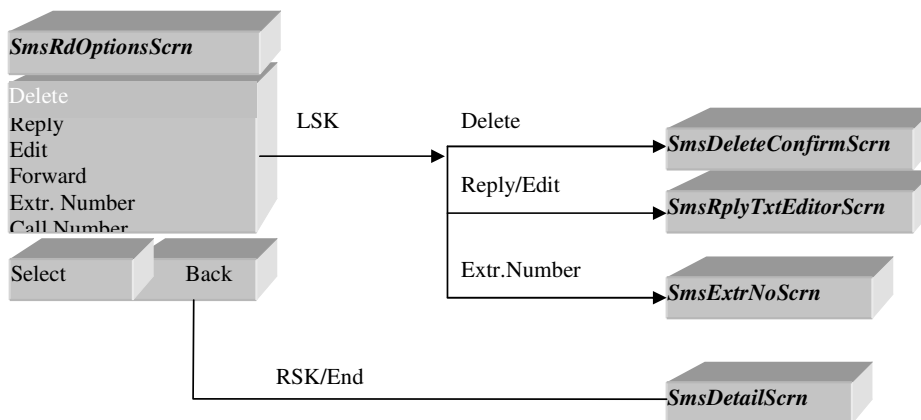 SmsRdOptionsScrn
Delete
Reply
Edit
Forward
Extr. Number
Call Number
Select
Back
LSK
Delete
SmsDeleteConfirmScrn
Reply/Edit
SmsRplyTxtEditorScrn
Extr.Number
SmsExtrNoScrn
RSK/End
SmsDetailScrn